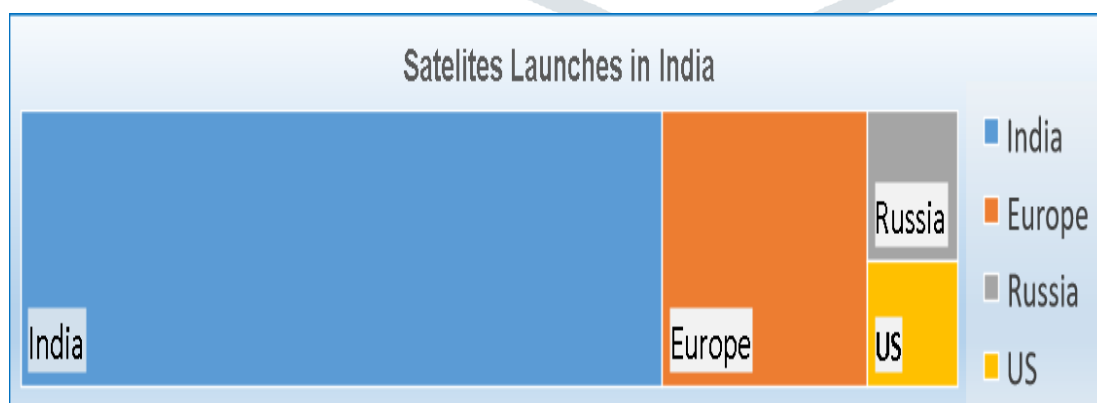 Satelites Launches in India
India
Europe
Russia
US
India
Europe
Russia
US